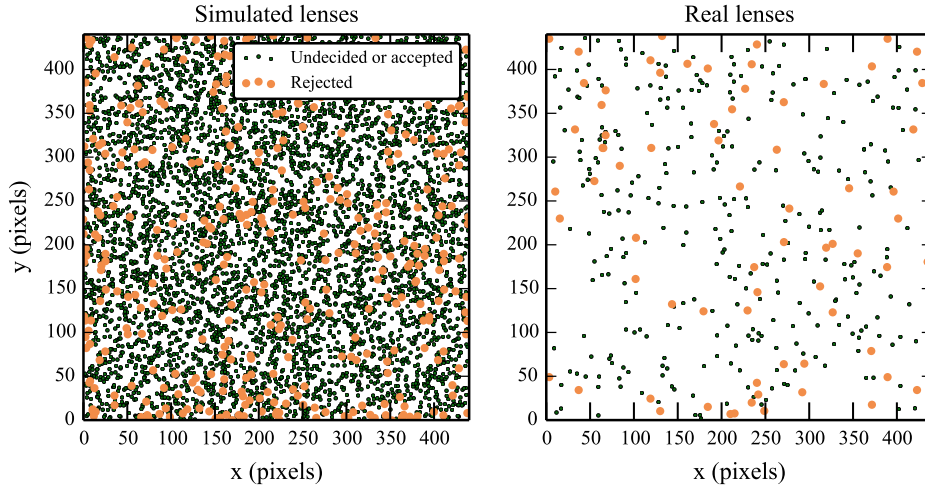 Simulated lenses
Real lenses
Undecided or accepted
Rejected
y (pixels)
400
350
300
250
200
150
100
50
0
0 50 100 150 200 250 300 350 400
x (pixels)
400
350
300
250
200
150
100
50
0
0 50 100 150 200 250 300 350 400
x (pixels)